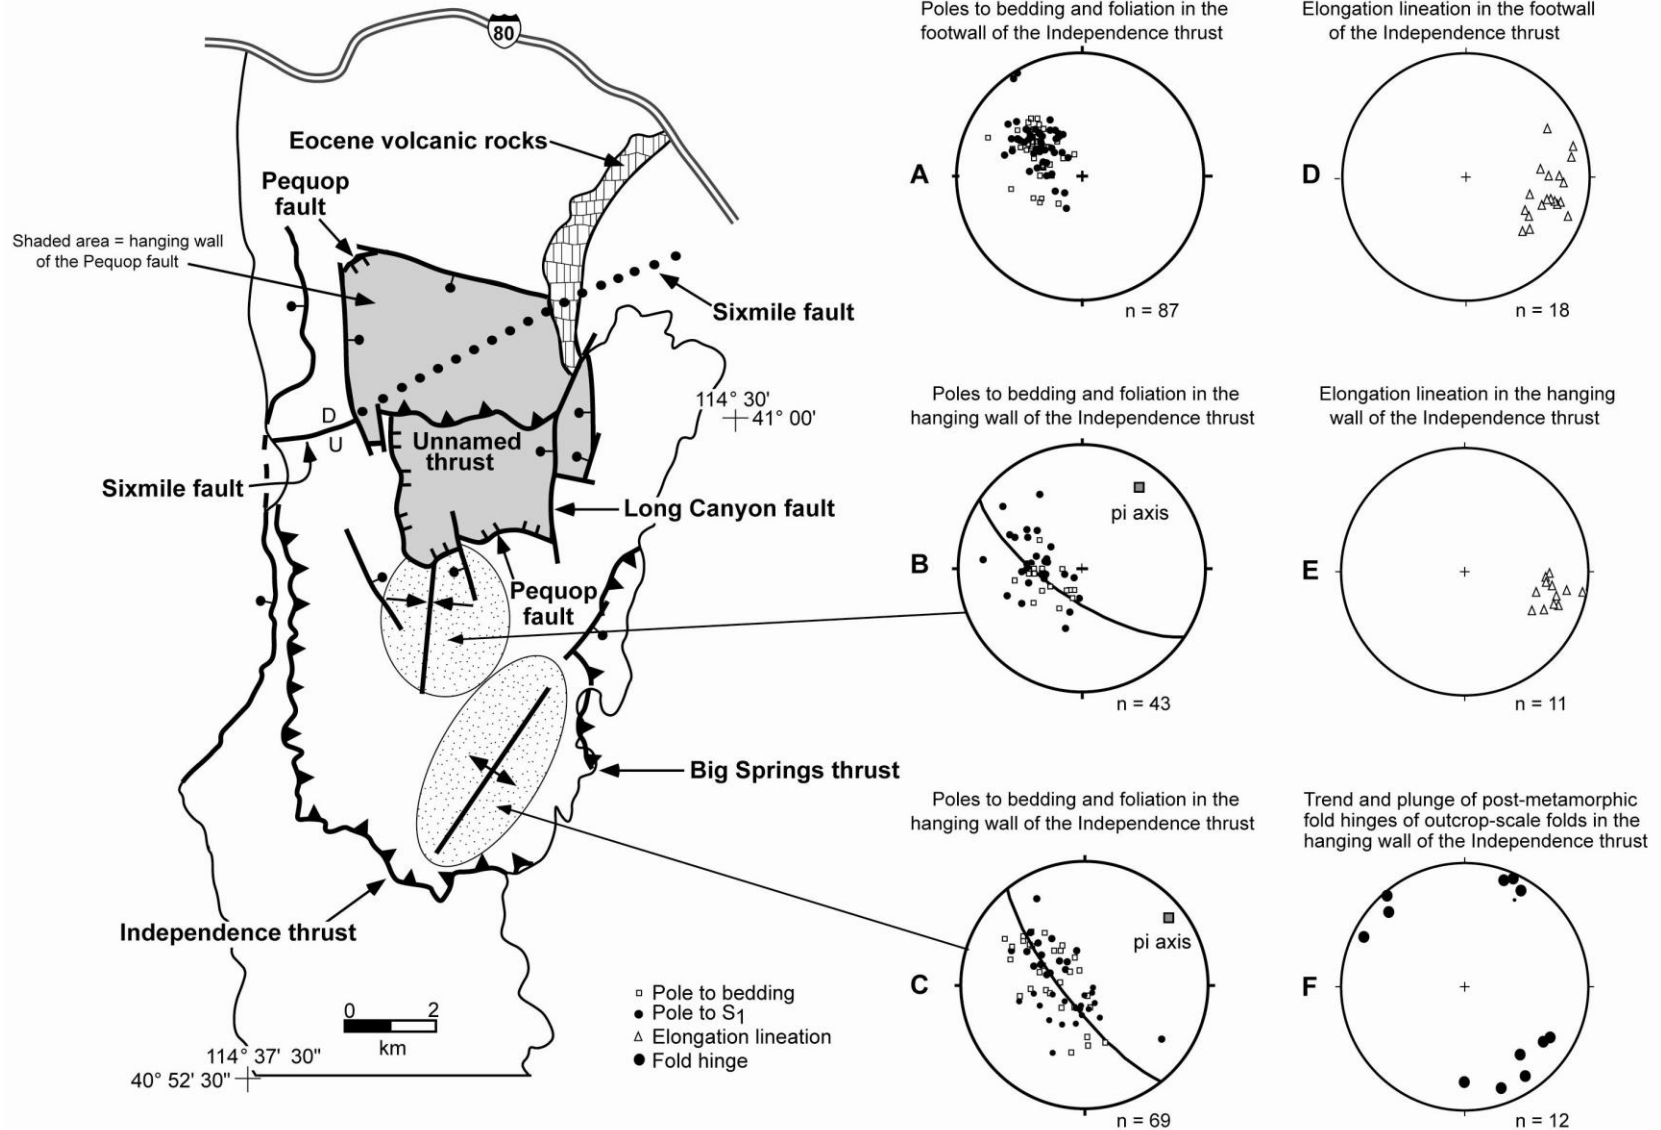 80
Eocene volcanic rocks
Pequop
fault
Shaded area = hanging wall
of the Pequop fault
Sixmile fault
114° 30'
41° 00'
D
U
Unnamed
thrust
Sixmile fault
Long Canyon fault
Pequop
fault
Big Springs thrust
Independence thrust
0 2
km
114° 37' 30"
40° 52' 30"
Pole to bedding
Pole to S1
Elongation lineation
Fold hinge
Poles to bedding and foliation in the
footwall of the Independence thrust
A
n = 87
Elongation lineation in the footwall
of the Independence thrust
D
n = 18
Poles to bedding and foliation in the
hanging wall of the Independence thrust
B
pi axis
n = 43
Elongation lineation in the hanging
wall of the Independence thrust
E
n = 11
Poles to bedding and foliation in the
hanging wall of the Independence thrust
C
pi axis
n = 69
Trend and plunge of post-metamorphic
fold hinges of outcrop-scale folds in the
hanging wall of the Independence thrust
F
n = 12